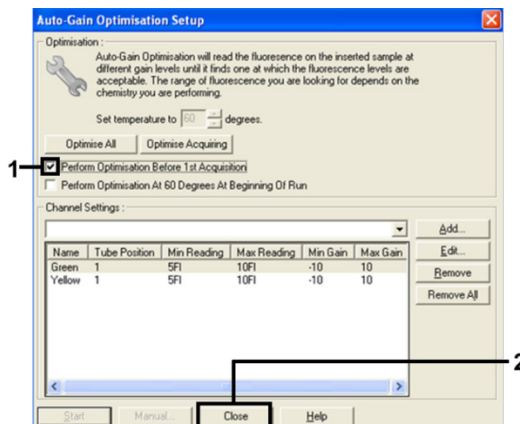 Auto-Gain Optimisation Setup
Optimisation :
Auto-Gain Optimisation will read the fluoresence on the inserted sample at
different gain levels until it finds one at which the fluorescence levels are
acceptable. The range of fluorescence you are looking for depends on the
chemistry you are performing.
Set temperature to 60 degrees.
Optimise All Optimise Acquiring
1
Perform Optimisation Before 1st Acquisition
Perform Optimisation At 60 Degrees At Beginning Of Run
Channel Settings :
Add...
Name Tube Position Min Reading Max Reading Min Gain Max Gain Edit...
Green 1 5Fl 10Fl -10 10
Yellow 1 5Fl 10Fl -10 10
Remove
Remove All
2
Start Manual... Close Help